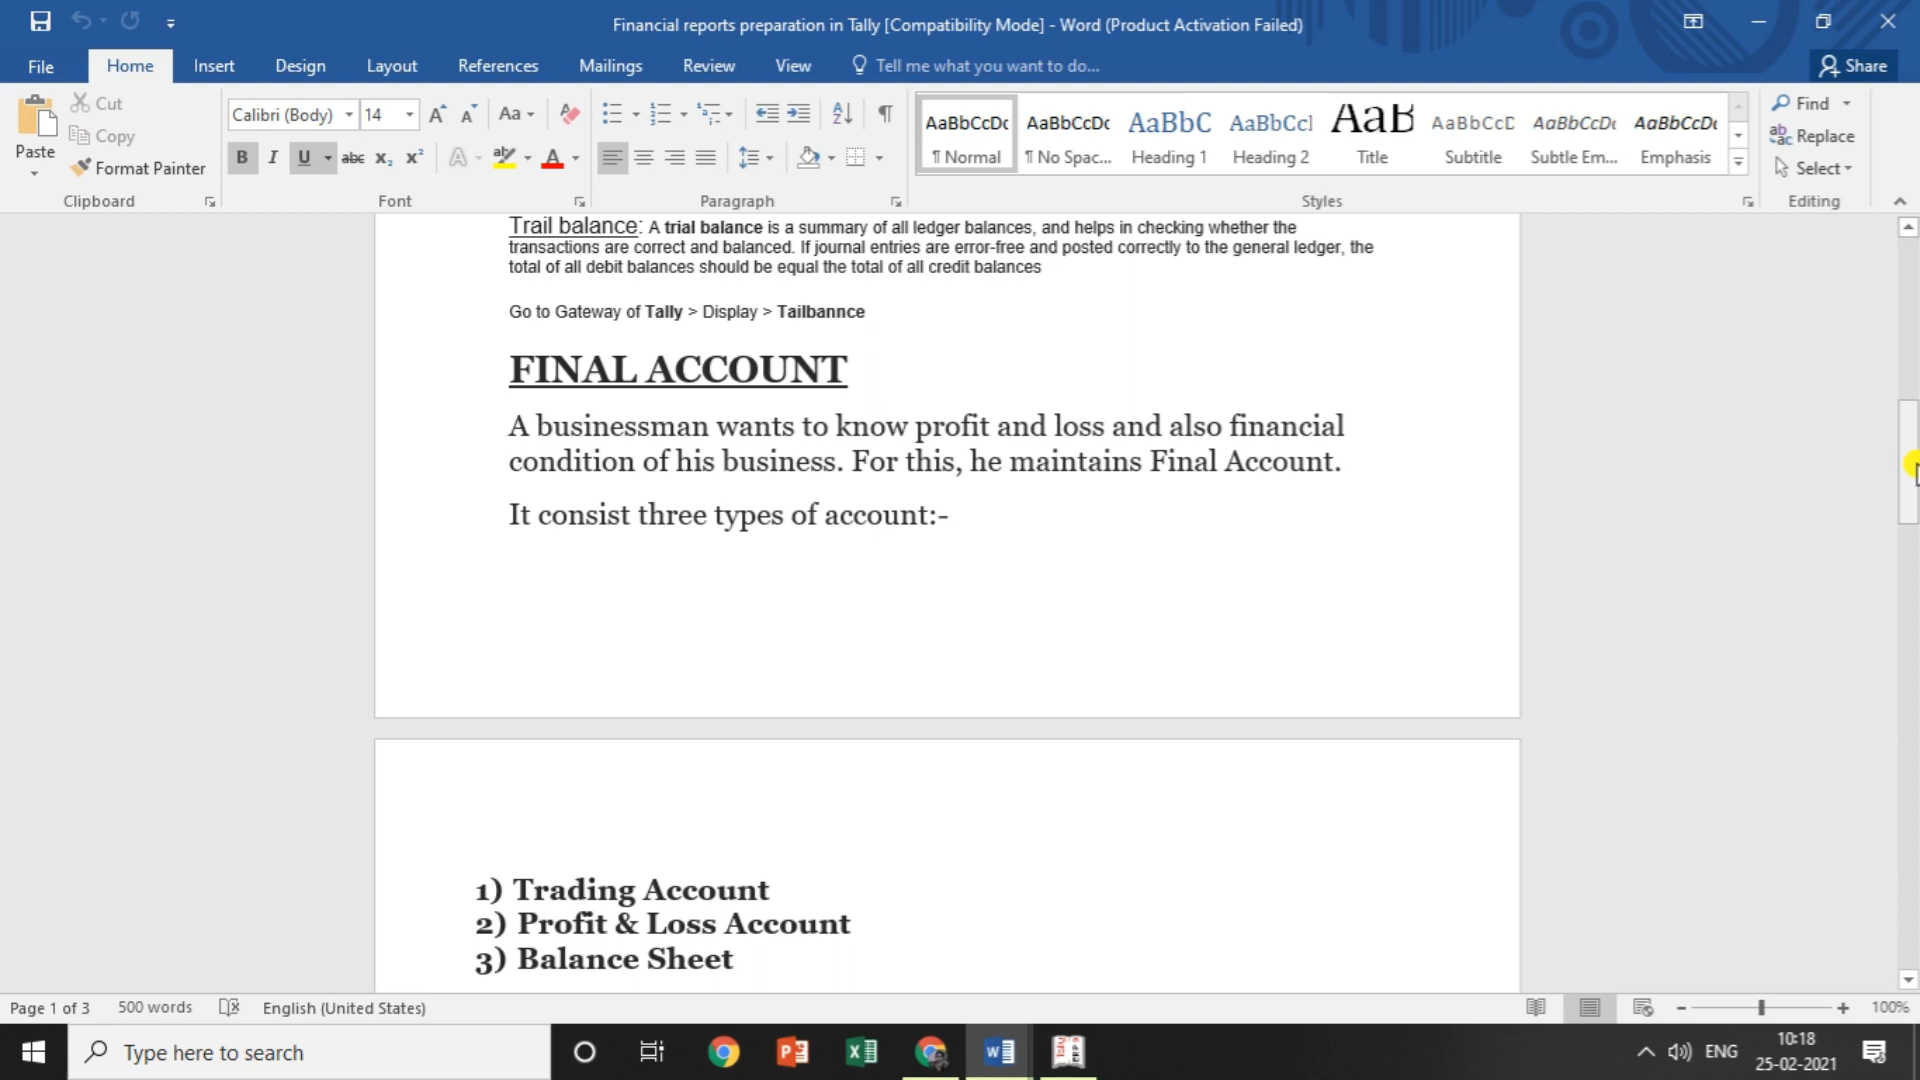 Financial reports preparation in Tally [Compatibility Mode] - Word (Product Activation Failed)
File Home Insert Design Layout References Mailings Review View Tell me what you want to do... Share
Paste Cut Copy Format Painter
Clipboard
Calibri (Body) 14
Font
Paragraph
AaBbCcDc AaBbCcDc AaBbC AaBbCcl AaB AaBbCcD AaBbCcDc AaBbCcDc
¶ Normal ¶ No Spac... Heading 1 Heading 2 Title Subtitle Subtle Em... Emphasis
Styles
Find
Replace
Select
Editing
Trail balance: A trial balance is a summary of all ledger balances, and helps in checking whether the
transactions are correct and balanced. If journal entries are error-free and posted correctly to the general ledger, the
total of all debit balances should be equal the total of all credit balances
Go to Gateway of Tally > Display > Tailbannce
FINAL ACCOUNT
A businessman wants to know profit and loss and also financial
condition of his business. For this, he maintains Final Account.
It consist three types of account:-
1) Trading Account
2) Profit & Loss Account
3) Balance Sheet
Page 1 of 3 500 words English (United States) 100%
Type here to search
ENG
10:18
25-02-2021